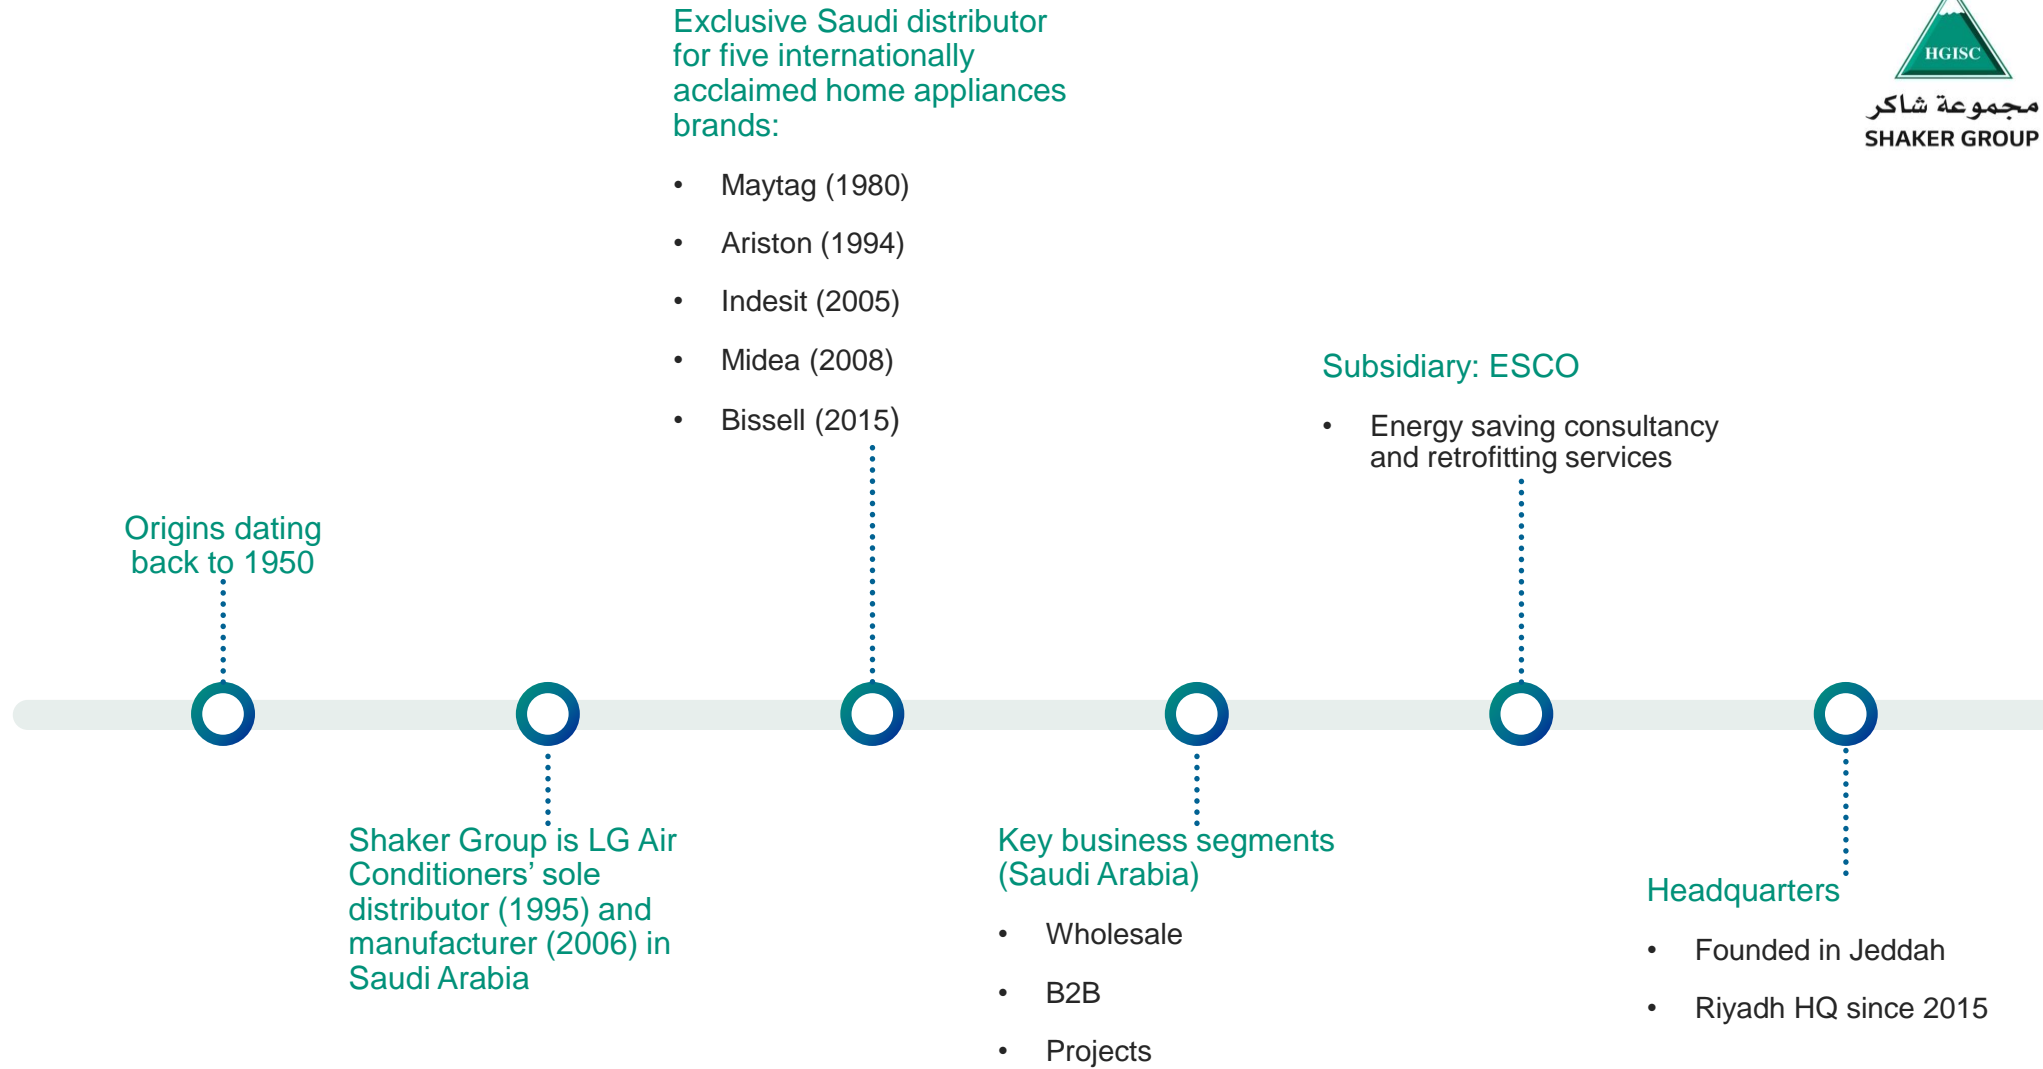 Exclusive Saudi distributor
for five internationally
acclaimed home appliances
brands:
• Maytag (1980)
• Ariston (1994)
• Indesit (2005)
• Midea (2008)
• Bissell (2015)
HGISC
مجموعة شاكر
SHAKER GROUP
Subsidiary: ESCO
• Energy saving consultancy
and retrofitting services
Origins dating
back to 1950
Shaker Group is LG Air
Conditioners’ sole
distributor (1995) and
manufacturer (2006) in
Saudi Arabia
Key business segments
(Saudi Arabia)
• Wholesale
• B2B
• Projects
Headquarters
• Founded in Jeddah
• Riyadh HQ since 2015